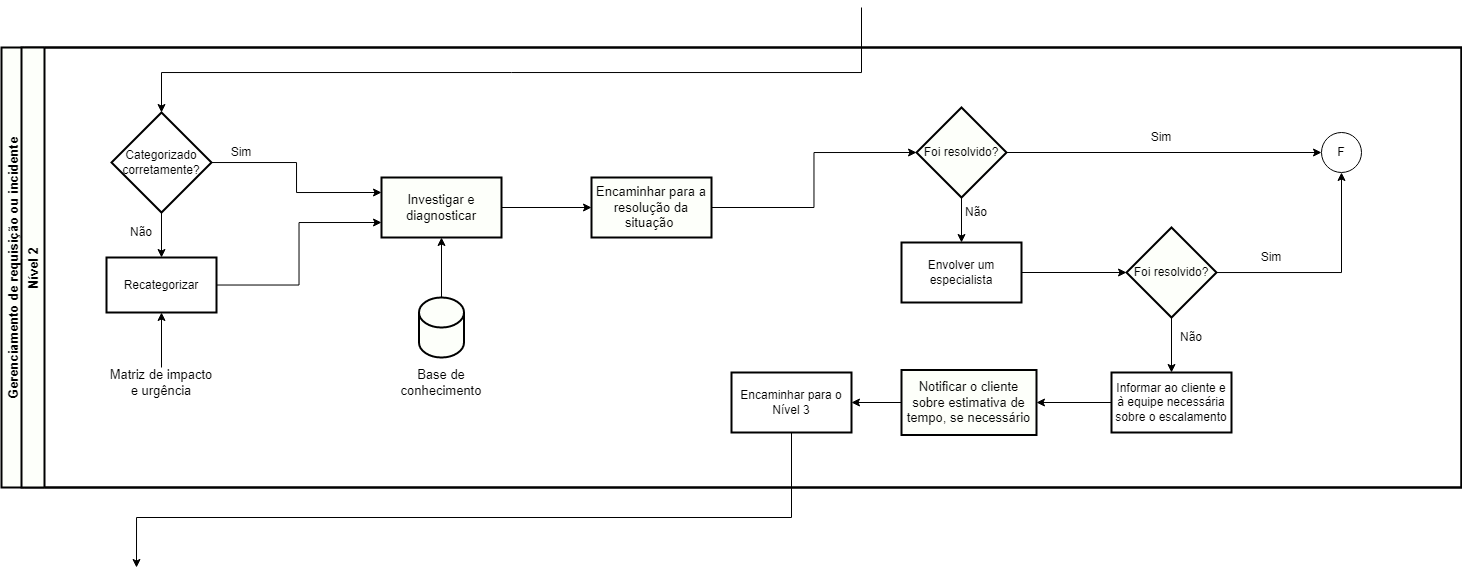 Gerenciamento de requisição ou incidente
Nível 2
Categorizado
corretamente?
Sim
Não
Recategorizar
Matriz de impacto
e urgência
Investigar e
diagnosticar
Base de
conhecimento
Encaminhar para a
resolução da
situação
Foi resolvido?
Sim
F
Não
Envolver um
especialista
Foi resolvido?
Sim
Não
Informar ao cliente e
à equipe necessária
sobre o escalamento
Notificar o cliente
sobre estimativa de
tempo, se necessário
Encaminhar para o
Nível 3